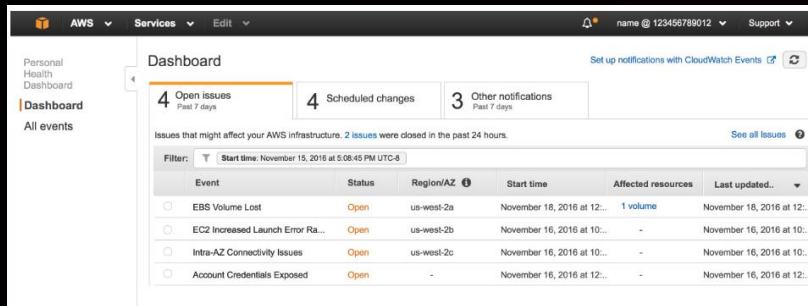 AWS Services Edit name @ 123456789012 Support
Personal
Health
Dashboard
Dashboard
All events
Dashboard
Set up notifications with CloudWatch Events
4 Open issues
Past 7 days
4 Scheduled changes
3 Other notifications
Past 7 days
Issues that might affect your AWS infrastructure. 2 issues were closed in the past 24 hours.
See all Issues
Filter: Start time: November 15, 2016 at 5:08:45 PM UTC-8
Event Status Region/AZ Start time Affected resources Last updated..
EBS Volume Lost Open us-west-2a November 18, 2016 at 12:.. 1 volume November 18, 2016 at 12:..
EC2 Increased Launch Error Ra... Open us-west-2b November 16, 2016 at 10:.. - November 16, 2016 at 10:..
Intra-AZ Connectivity Issues Open us-west-2c November 16, 2016 at 10:.. - November 16, 2016 at 10:..
Account Credentials Exposed Open - November 16, 2016 at 12:.. - November 16, 2016 at 12:..